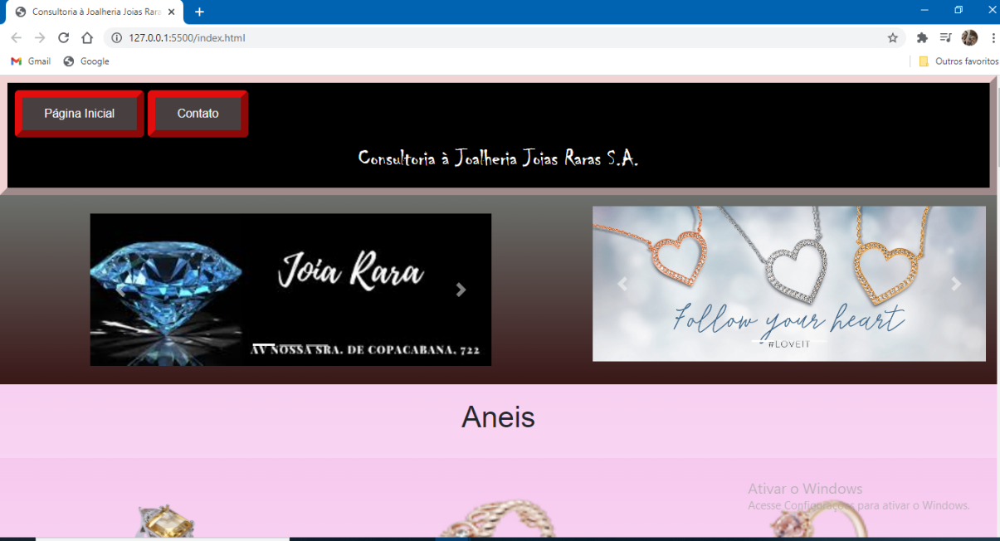 Consultoria à Joalheria Joias Rara
127.0.0.1:5500/index.html
Gmail
Google
Outros favoritos
Página Inicial
Contato
Consultoria à Joalheria Joias Raras S.A.
Joia Rara
AV NOSSA SRA. DE COPACABANA, 722
Follow your heart
#LOVEIT
Aneis
Ativar o Windows
Acesse Configurações para ativar o Windows.